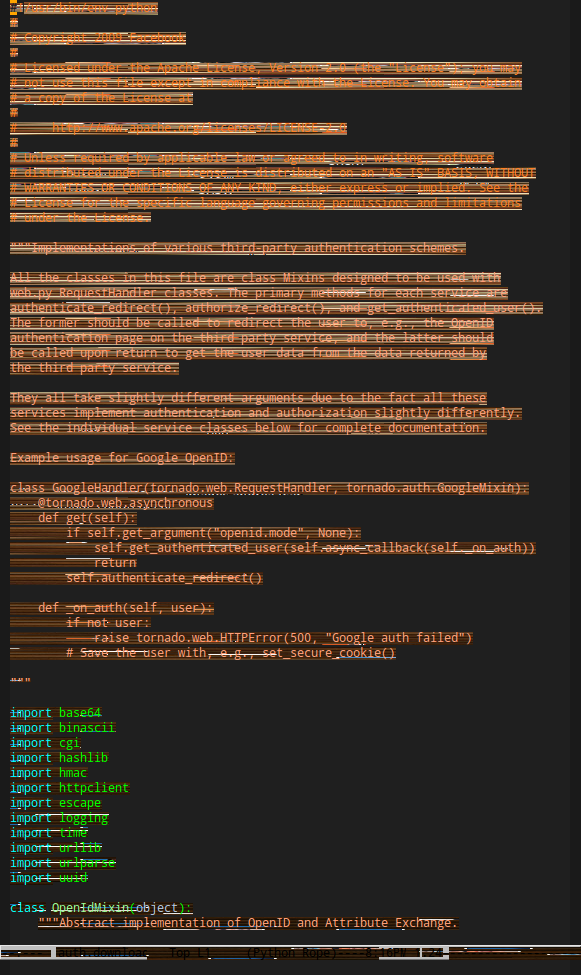 #!/usr/bin/env python
#
# Copyright 2009 Facebook
#
# Licensed under the Apache License, Version 2.0 (the "License"); you may
# not use this file except in compliance with the License. You may obtain
# a copy of the License at
#
#     http://www.apache.org/licenses/LICENSE-2.0
#
# Unless required by applicable law or agreed to in writing, software
# distributed under the License is distributed on an "AS IS" BASIS, WITHOUT
# WARRANTIES OR CONDITIONS OF ANY KIND, either express or implied. See the
# License for the specific language governing permissions and limitations
# under the License.
"""Implementations of various third-party authentication schemes.
All the classes in this file are class Mixins designed to be used with
web.py RequestHandler classes. The primary methods for each service are
authenticate_redirect(), authorize_redirect(), and get_authenticated_user().
The former should be called to redirect the user to, e.g., the OpenID
authentication page on the third party service, and the latter should
be called upon return to get the user data from the data returned by
the third party service.
They all take slightly different arguments due to the fact all these
services implement authentication and authorization slightly differently.
See the individual service classes below for complete documentation.
Example usage for Google OpenID:
class GoogleHandler(tornado.web.RequestHandler, tornado.auth.GoogleMixin):
    @tornado.web.asynchronous
    def get(self):
        if self.get_argument("openid.mode", None):
            self.get_authenticated_user(self.async_callback(self._on_auth))
            return
        self.authenticate_redirect()
    def _on_auth(self, user):
        if not user:
            raise tornado.web.HTTPError(500, "Google auth failed")
        # Save the user with, e.g., set_secure_cookie()
"""
import base64
import binascii
import cgi
import hashlib
import hmac
import httpclient
import escape
import logging
import time
import urllib
import urlparse
import uuid
class OpenIdMixin(object):
    """Abstract implementation of OpenID and Attribute Exchange.
auth.download Top L1 (Python Rope)